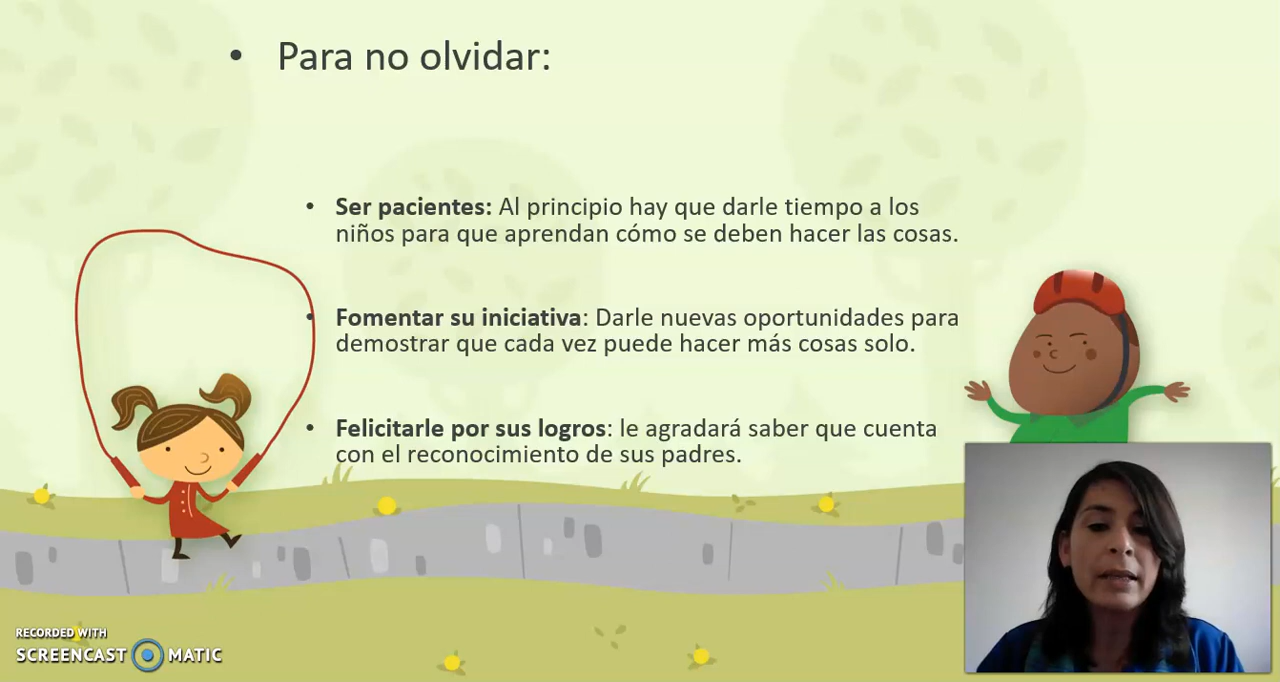 • Para no olvidar:
• Ser pacientes: Al principio hay que darle tiempo a los
niños para que aprendan cómo se deben hacer las cosas.
• Fomentar su iniciativa: Darle nuevas oportunidades para
demostrar que cada vez puede hacer más cosas solo.
• Felicitarle por sus logros: le agradará saber que cuenta
con el reconocimiento de sus padres.
RECORDED WITH
SCREENCAST MATIC